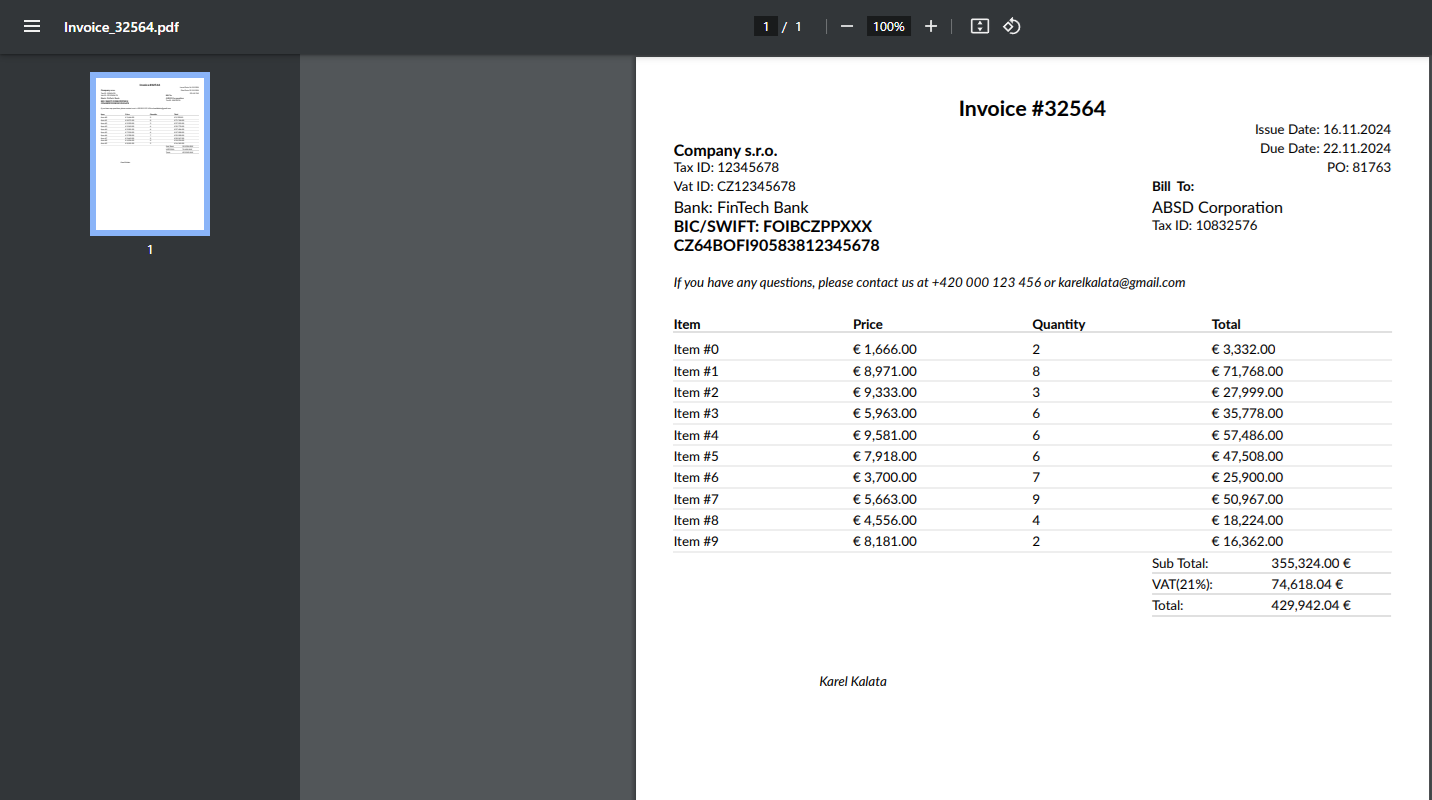 Invoice_32564.pdf
1 / 1
100%
1
Invoice #32564
Issue Date: 16.11.2024
Due Date: 22.11.2024
PO: 81763
Company s.r.o.
Tax ID: 12345678
Vat ID: CZ12345678
Bank: FinTech Bank
BIC/SWIFT: FOIBCZPPXXX
CZ64BOFI90583812345678
Bill To:
ABSD Corporation
Tax ID: 10832576
If you have any questions, please contact us at +420 000 123 456 or karelkalata@gmail.com
Item Price Quantity Total
Item #0 € 1,666.00 2 € 3,332.00
Item #1 € 8,971.00 8 € 71,768.00
Item #2 € 9,333.00 3 € 27,999.00
Item #3 € 5,963.00 6 € 35,778.00
Item #4 € 9,581.00 6 € 57,486.00
Item #5 € 7,918.00 6 € 47,508.00
Item #6 € 3,700.00 7 € 25,900.00
Item #7 € 5,663.00 9 € 50,967.00
Item #8 € 4,556.00 4 € 18,224.00
Item #9 € 8,181.00 2 € 16,362.00
Sub Total: 355,324.00 €
VAT(21%): 74,618.04 €
Total: 429,942.04 €
Karel Kalata